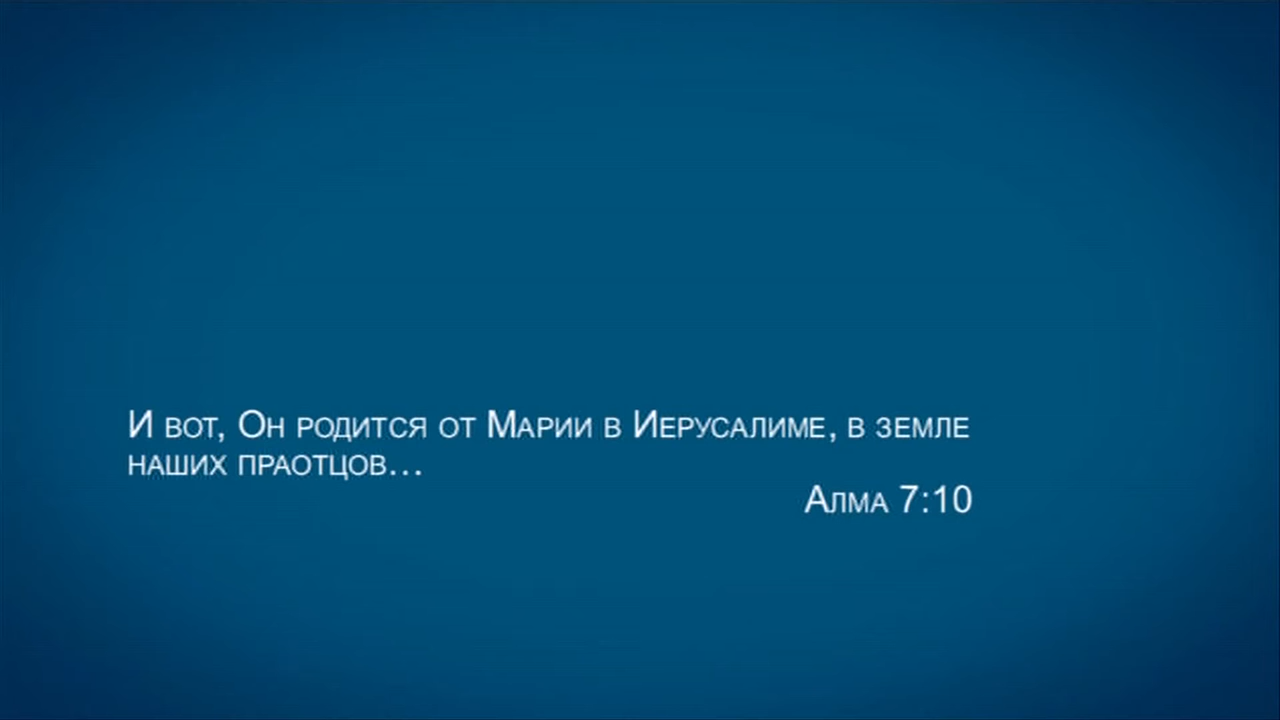 И вот, Он родится от Марии в Иерусалиме, в земле
наших праотцов...
Алма 7:10